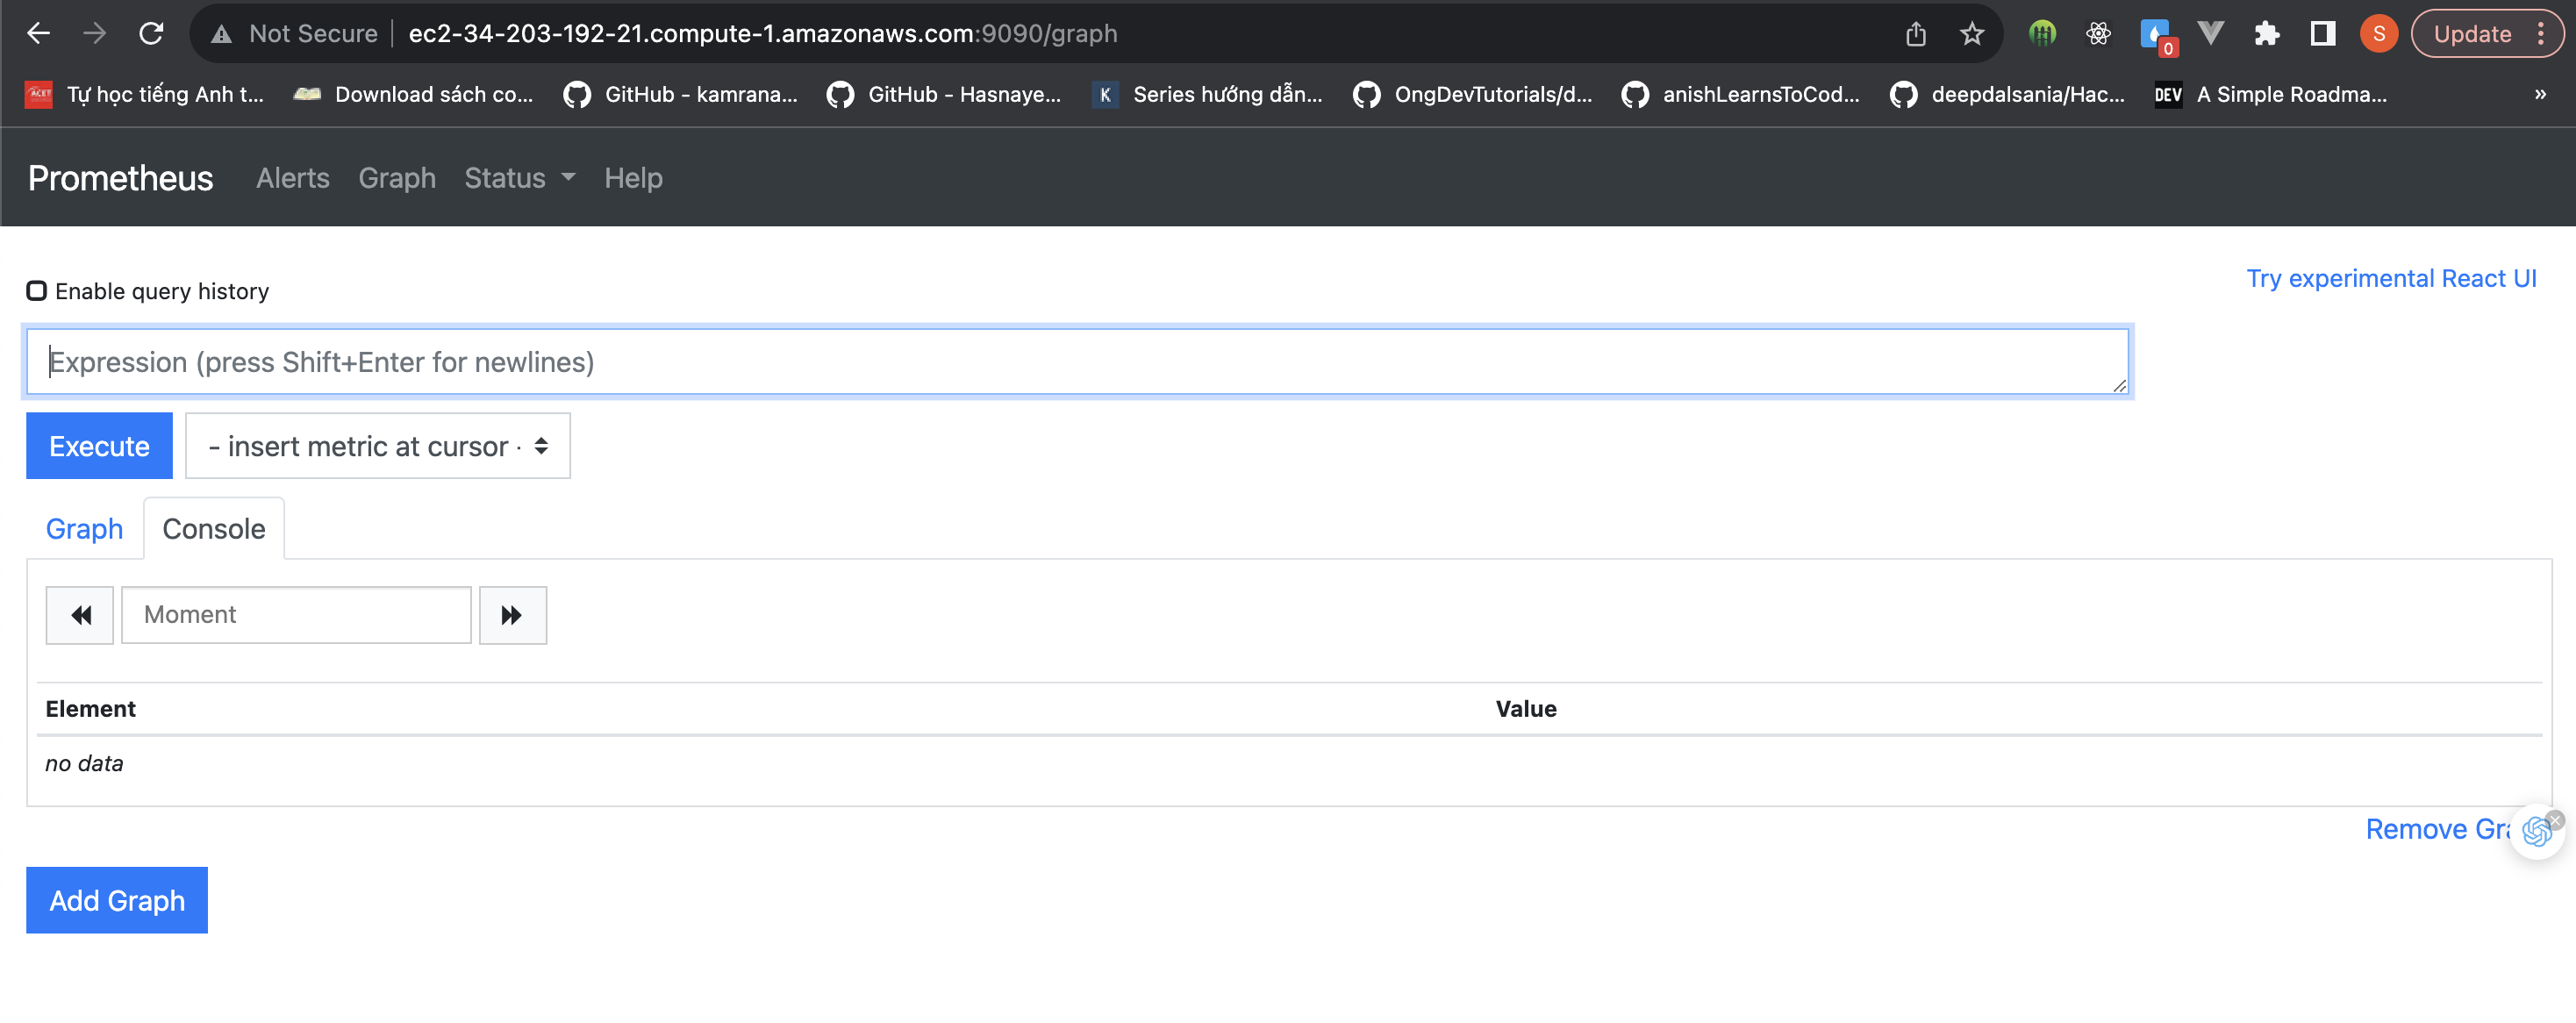 Not Secure ec2-34-203-192-21.compute-1.amazonaws.com:9090/graph 0 S Update
ACET Tự học tiếng Anh t... Download sách co... GitHub - kamrana... GitHub - Hasnaye... K Series hướng dẫn... OngDevTutorials/d... anishLearnsToCod... deepdalsania/Hac... DEV A Simple Roadma... »
Prometheus Alerts Graph Status Help
Enable query history Try experimental React UI
Expression (press Shift+Enter for newlines)
Execute - insert metric at cursor ·
Graph Console
Moment
Element Value
no data
Remove Gra
Add Graph